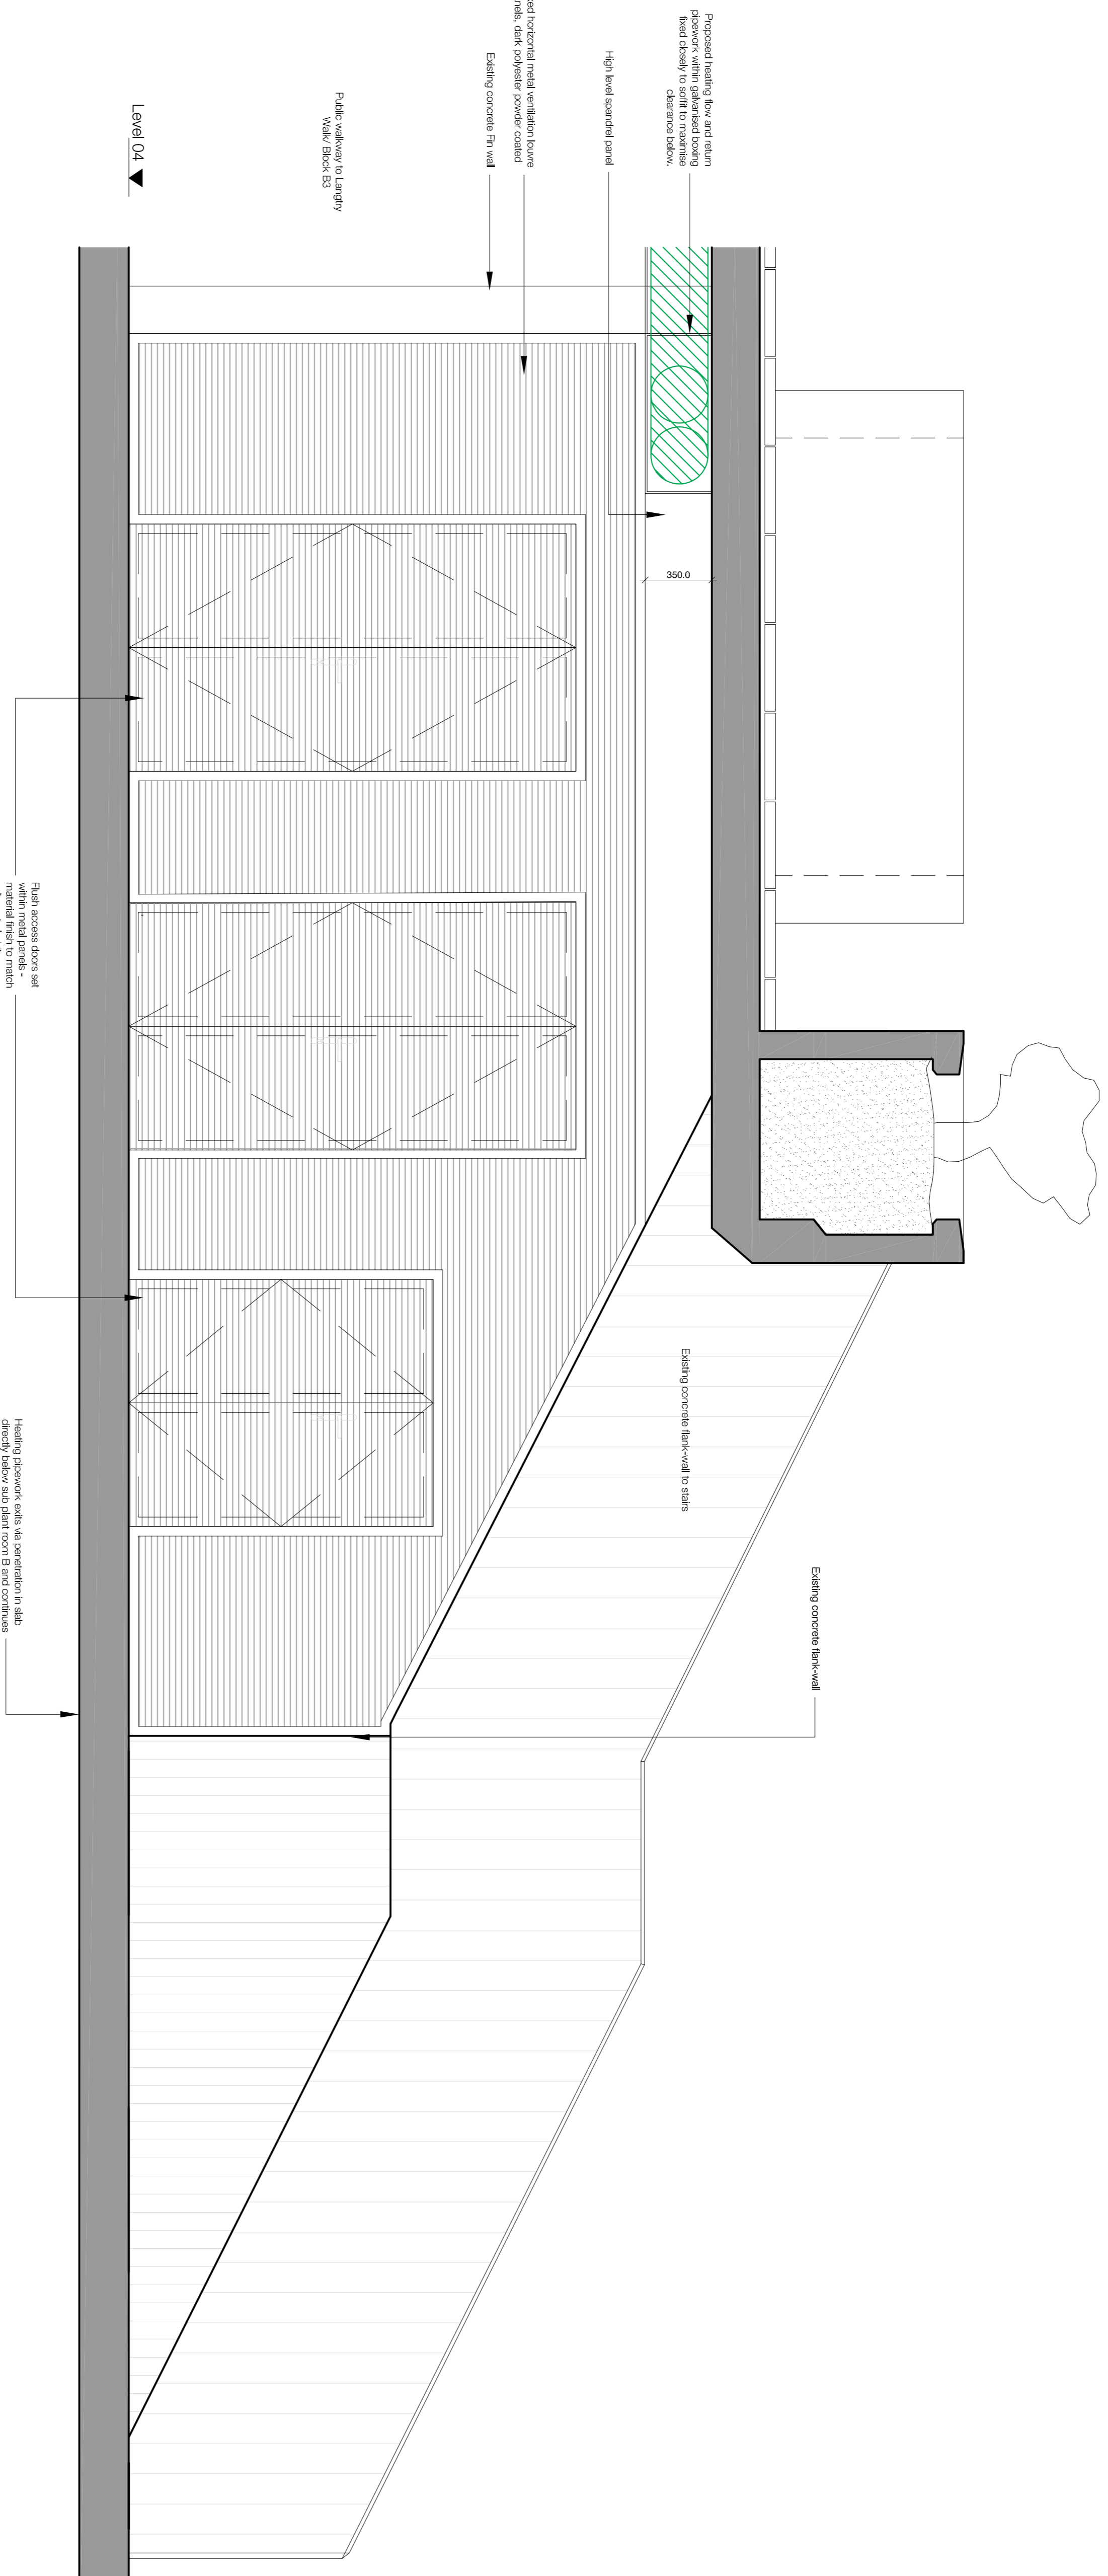 Proposed heating flow and return
pipework within galvanised boxing
fixed closely to soffit to maximise
clearance below.
High level spandrel panel
horizontal metal ventilation louvre
dark polyester powder coated
Existing concrete Fin wall
Public walkway to Langtry
Walk/ Block B3
Level 04
350.0
Existing concrete flank-wall to stairs
Existing concrete flank-wall
Flush access doors set
within metal panels -
material finish to match
Heating pipework exits via penetration in slab
directly below sub plant room B and continues